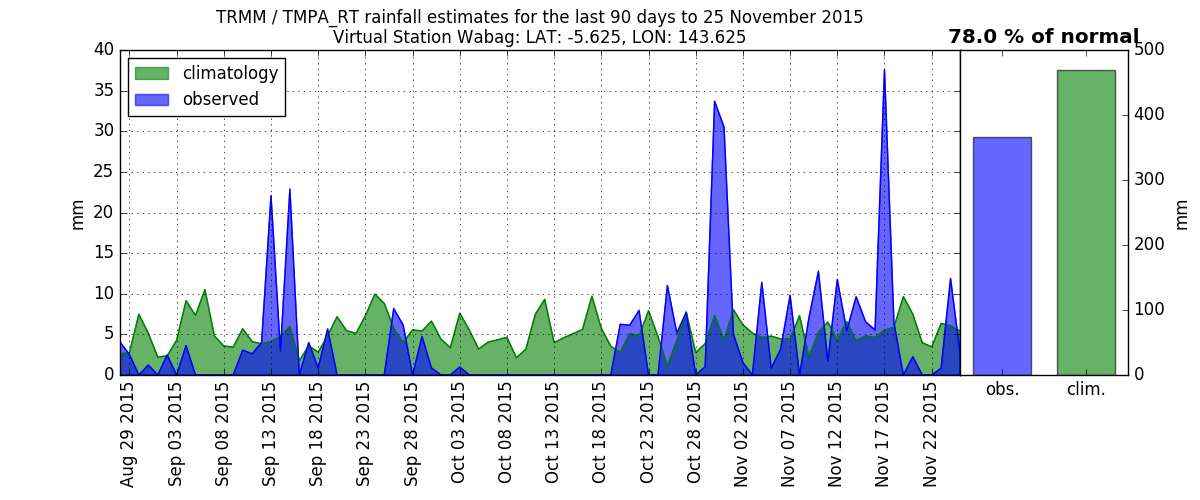 TRMM / TMPA_RT rainfall estimates for the last 90 days to 25 November 2015
Virtual Station Wabag: LAT: -5.625, LON: 143.625
78.0 % of normal
climatology
observed
40
35
30
25
20
15
10
5
0
mm
Aug 29 2015
Sep 03 2015
Sep 08 2015
Sep 13 2015
Sep 18 2015
Sep 23 2015
Sep 28 2015
Oct 03 2015
Oct 08 2015
Oct 13 2015
Oct 18 2015
Oct 23 2015
Oct 28 2015
Nov 02 2015
Nov 07 2015
Nov 12 2015
Nov 17 2015
Nov 22 2015
obs.
clim.
500
400
300
200
100
0
mm